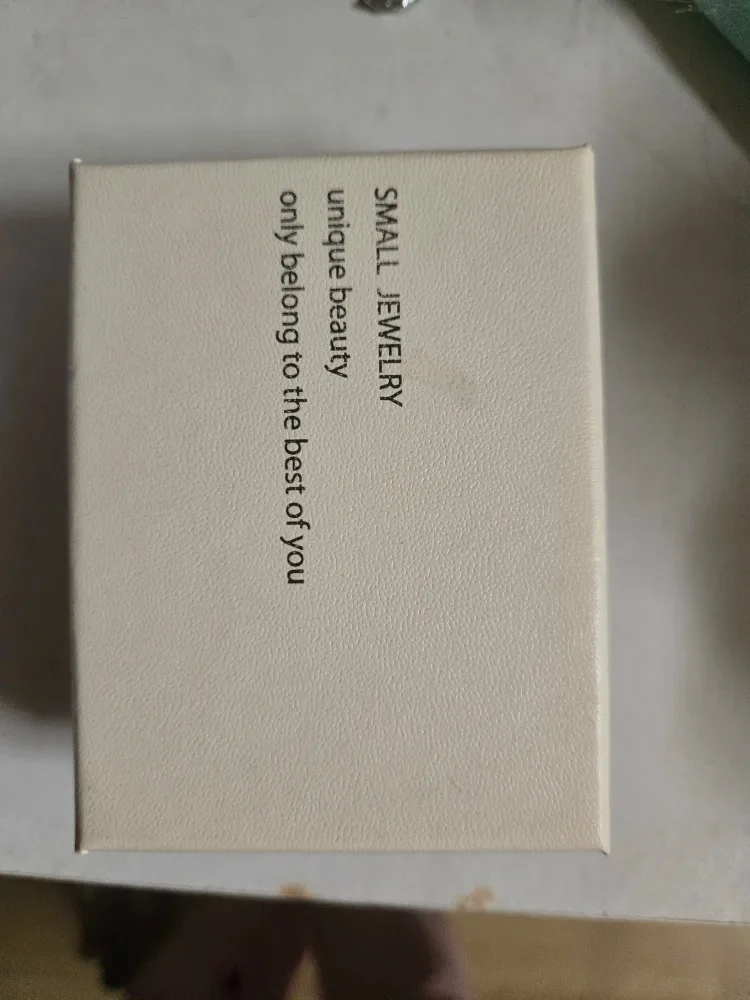 SMALL JEWELRY
unique beauty
only belong to the best of you